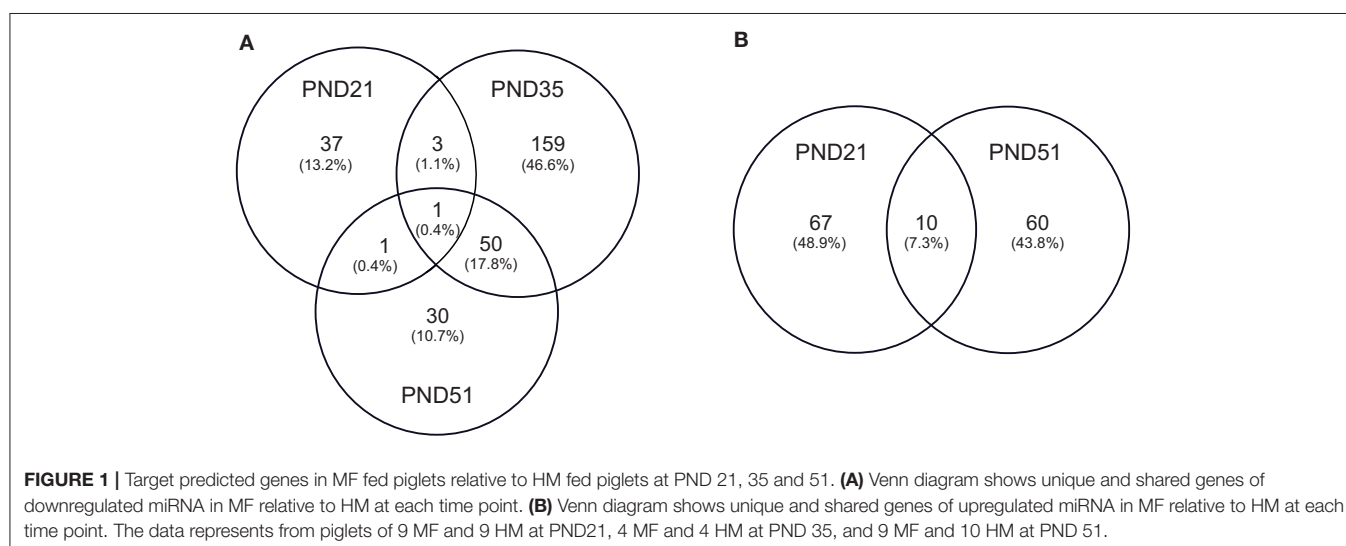 A
B
PND21
PND35
37
(13.2%)
3
(1.1%)
159
(46.6%)
1
(0.4%)
1
(0.4%)
50
(17.8%)
30
(10.7%)
PND51
PND21
PND51
67
(48.9%)
10
(7.3%)
60
(43.8%)
FIGURE 1 | Target predicted genes in MF fed piglets relative to HM fed piglets at PND 21, 35 and 51. (A) Venn diagram shows unique and shared genes of
downregulated miRNA in MF relative to HM at each time point. (B) Venn diagram shows unique and shared genes of upregulated miRNA in MF relative to HM at each
time point. The data represents from piglets of 9 MF and 9 HM at PND21, 4 MF and 4 HM at PND 35, and 9 MF and 10 HM at PND 51.